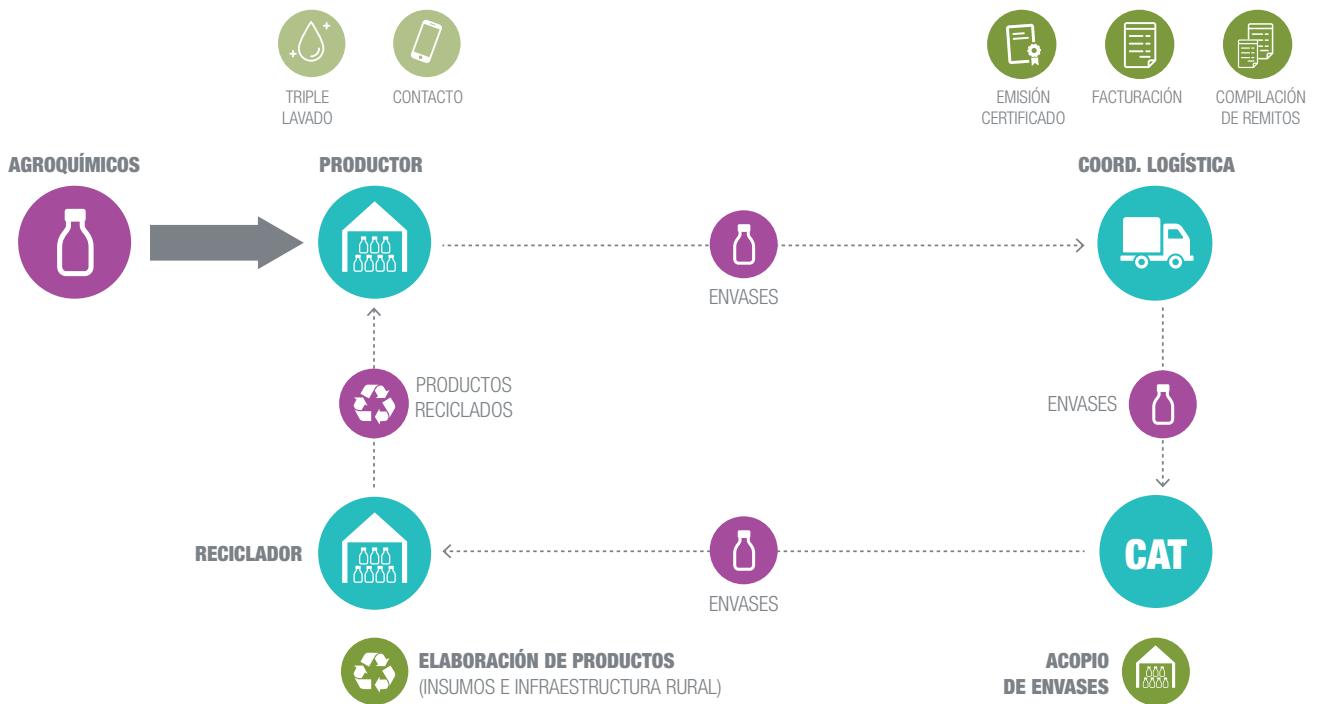 TRIPLE
LAVADO
CONTACTO
EMISIÓN
CERTIFICADO
FACTURACIÓN
COMPILACIÓN
DE REMITOS
AGROQUÍMICOS
PRODUCTOR
COORD. LOGÍSTICA
ENVASES
PRODUCTOS
RECICLADOS
ENVASES
RECICLADOR
CAT
ENVASES
ELABORACIÓN DE PRODUCTOS
(INSUMOS E INFRAESTRUCTURA RURAL)
ACOPIO
DE ENVASES